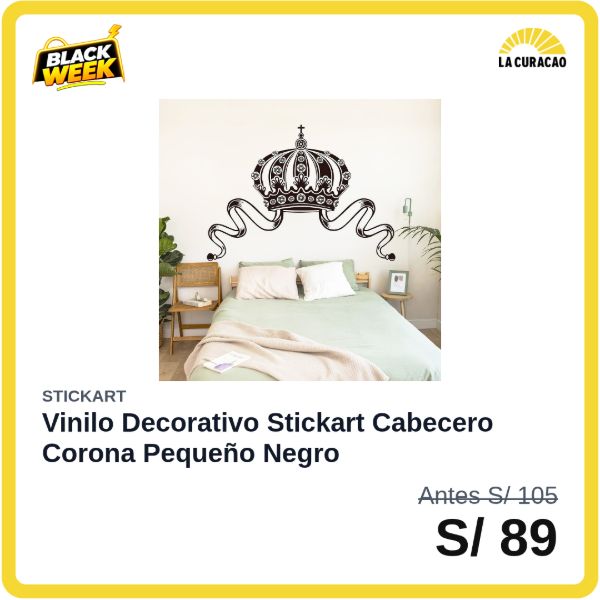 BLACK
WEEK
LA CURACAO
STICKART
Vinilo Decorativo Stickart Cabecero
Corona Pequeño Negro
Antes S/ 105
S/ 89